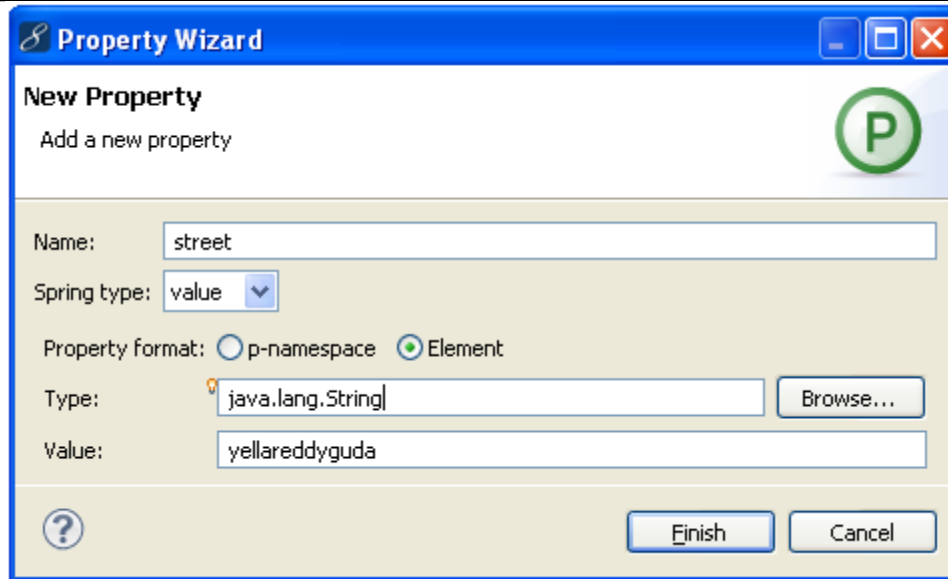 Property Wizard
New Property
Add a new property
P
Name: street
Spring type: value
Property format: p-namespace Element
Type: java.lang.String Browse...
Value: yellareddyguda
? Finish Cancel